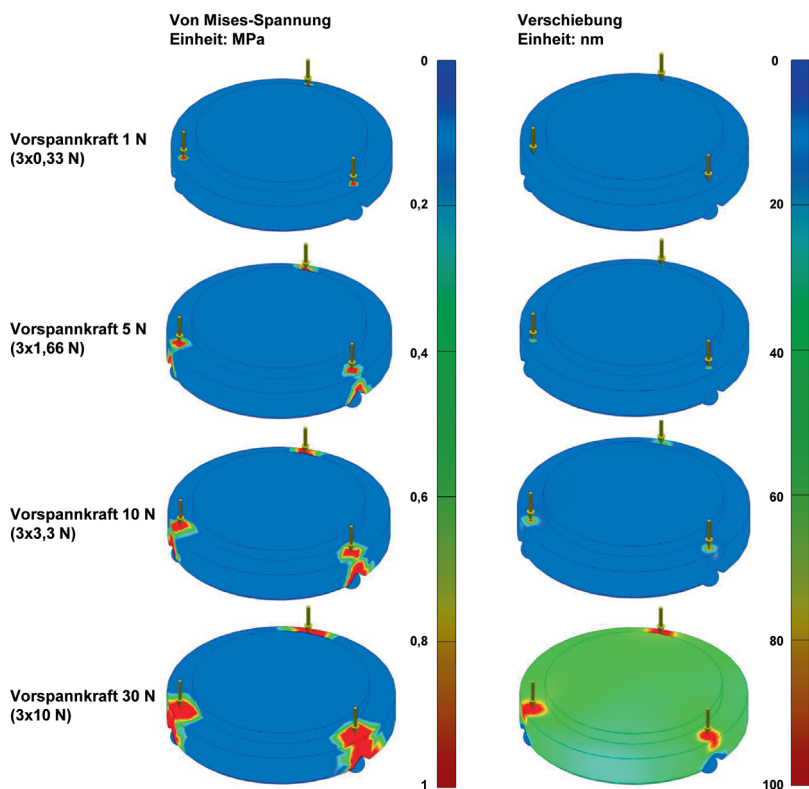 Von Mises-Spannung
Einheit: MPa
Verschiebung
Einheit: nm
0
0
Vorspannkraft 1 N
(3x0,33 N)
0,2
20
Vorspannkraft 5 N
(3x1,66 N)
0,4
40
0,6
60
Vorspannkraft 10 N
(3x3,3 N)
0,8
80
Vorspannkraft 30 N
(3x10 N)
1
100